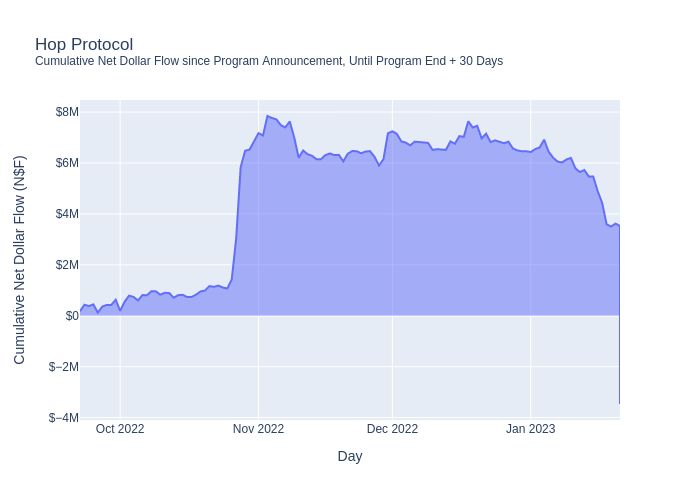 Hop Protocol
Cumulative Net Dollar Flow since Program Announcement, Until Program End + 30 Days
Cumulative Net Dollar Flow (N$F)
$8M
$6M
$4M
$2M
$0
$−2M
$−4M
Oct 2022
Nov 2022
Dec 2022
Jan 2023
Day